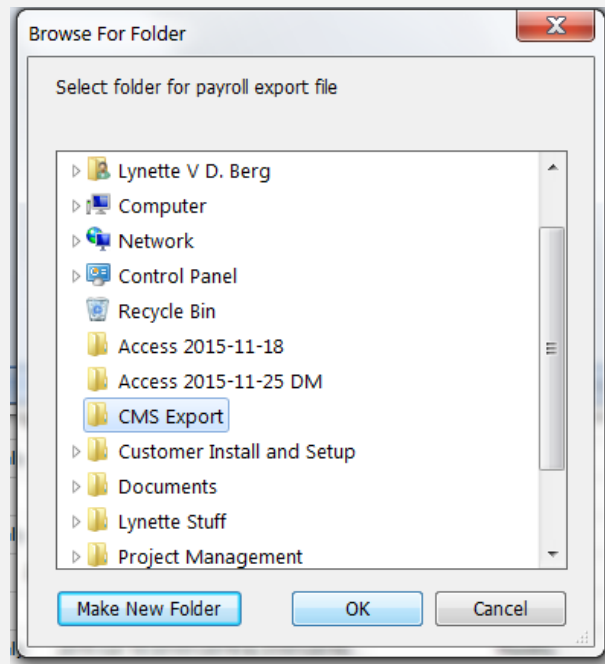 Browse For Folder
Select folder for payroll export file
Lynette V D. Berg
Computer
Network
Control Panel
Recycle Bin
Access 2015-11-18
Access 2015-11-25 DM
CMS Export
Customer Install and Setup
Documents
Lynette Stuff
Project Management
Make New Folder OK Cancel